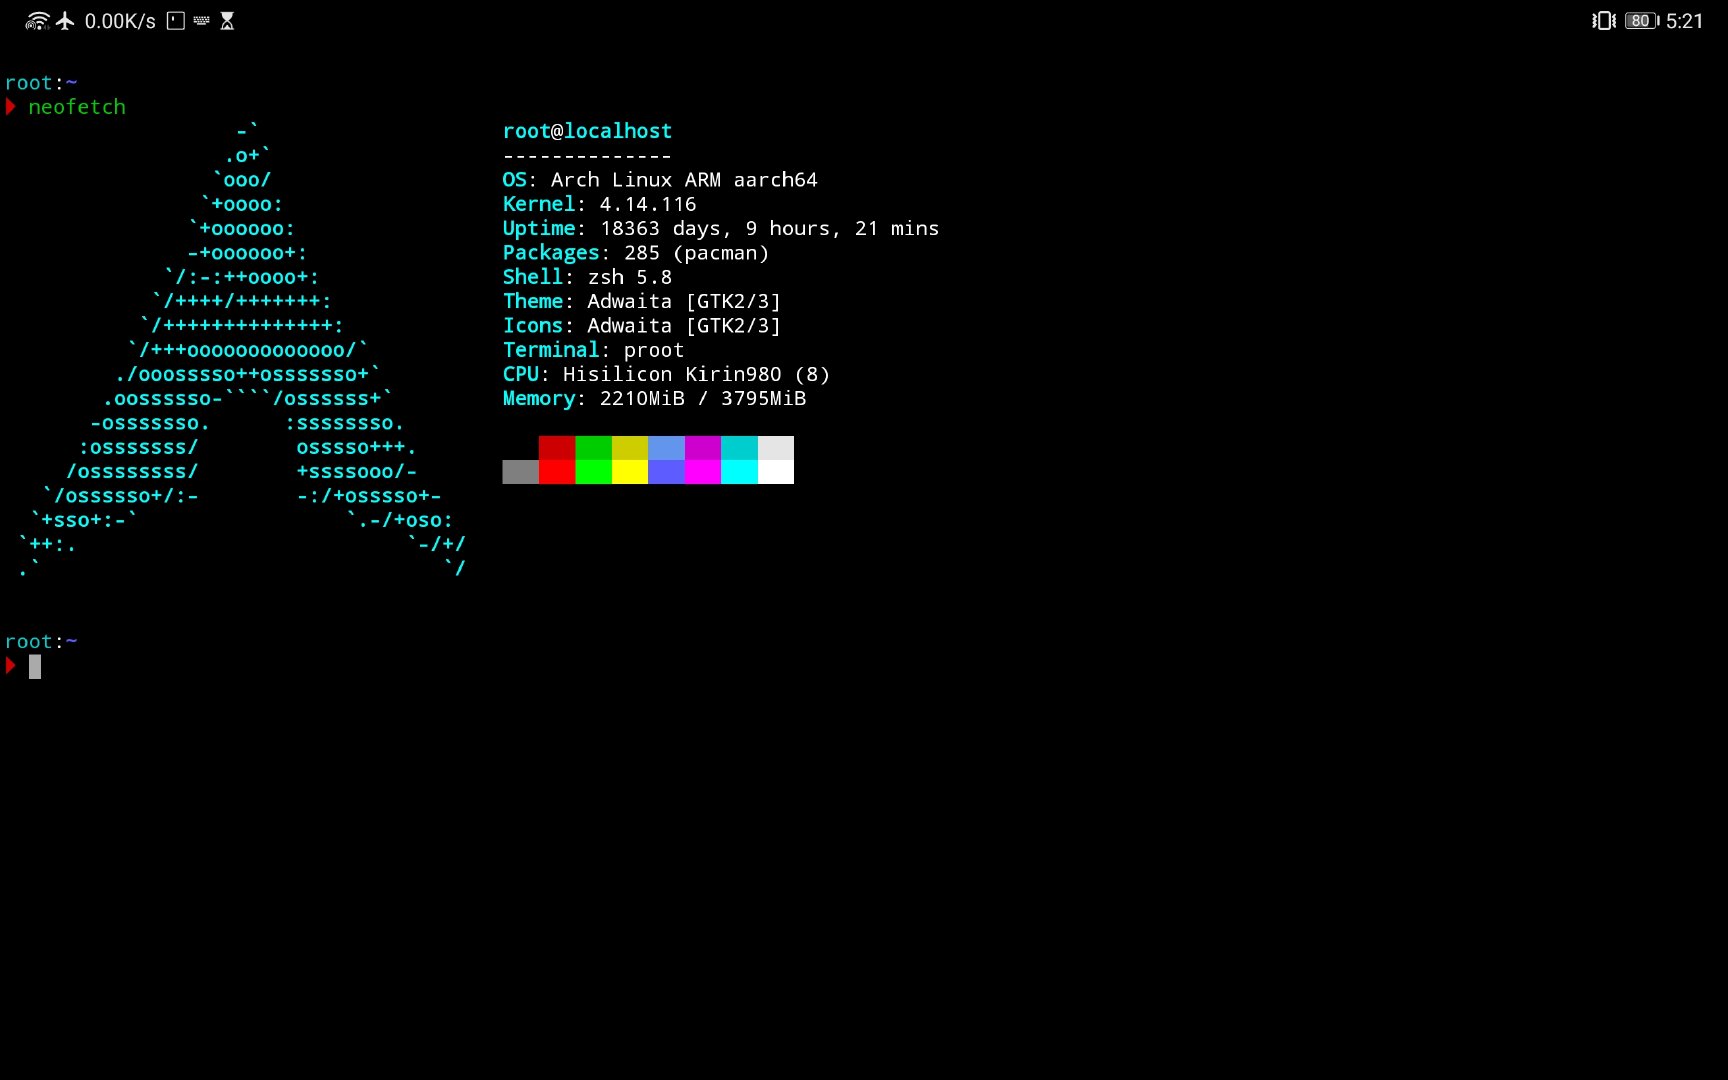 0.00K/s 80 5:21
root:~
neofetch
-`
.o+`
`ooo/
`+oooo:
`+oooooo:
-+oooooo+:
`/:-:++oooo+:
`/++++/+++++++:
`/++++++++++++++:
`/+++ooooooooooooo/`
./ooosssso++osssssso+`
.oossssso-````/ossssss+`
-osssssso. :ssssssso.
:osssssss/ osssso+++.
/ossssssss/ +ssssooo/-
`/ossssso+/:- -:/+osssso+-
`+sso+:-` `.-/+oso:
`++:. `-/+/
.` `/
root@localhost
--------------
OS: Arch Linux ARM aarch64
Kernel: 4.14.116
Uptime: 18363 days, 9 hours, 21 mins
Packages: 285 (pacman)
Shell: zsh 5.8
Theme: Adwaita [GTK2/3]
Icons: Adwaita [GTK2/3]
Terminal: proot
CPU: Hisilicon Kirin980 (8)
Memory: 2210MiB / 3795MiB
root:~